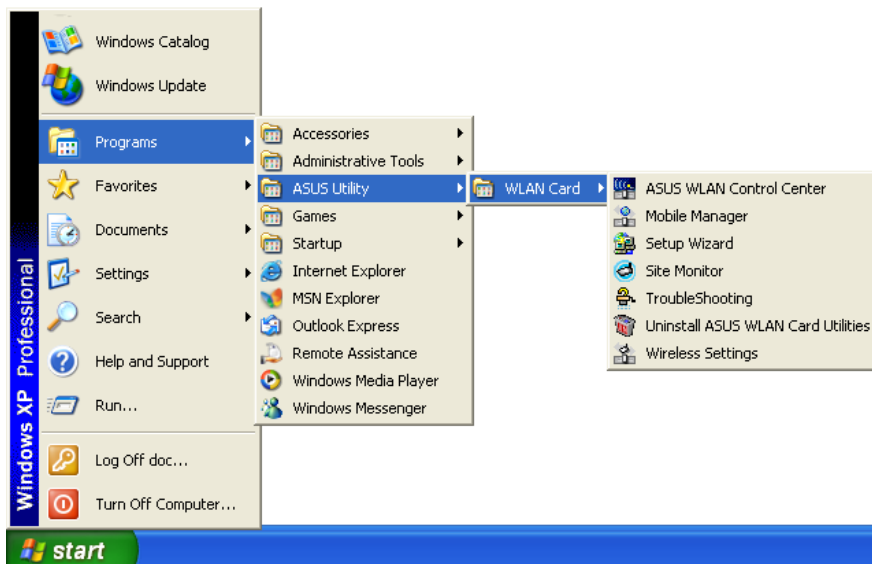 Windows XP Professional
Windows Catalog
Windows Update
Programs
Favorites
Documents
Settings
Search
Help and Support
Run...
Log Off doc...
Turn Off Computer...
Accessories
Administrative Tools
ASUS Utility
Games
Startup
Internet Explorer
MSN Explorer
Outlook Express
Remote Assistance
Windows Media Player
Windows Messenger
WLAN Card
ASUS WLAN Control Center
Mobile Manager
Setup Wizard
Site Monitor
TroubleShooting
Uninstall ASUS WLAN Card Utilities
Wireless Settings
start